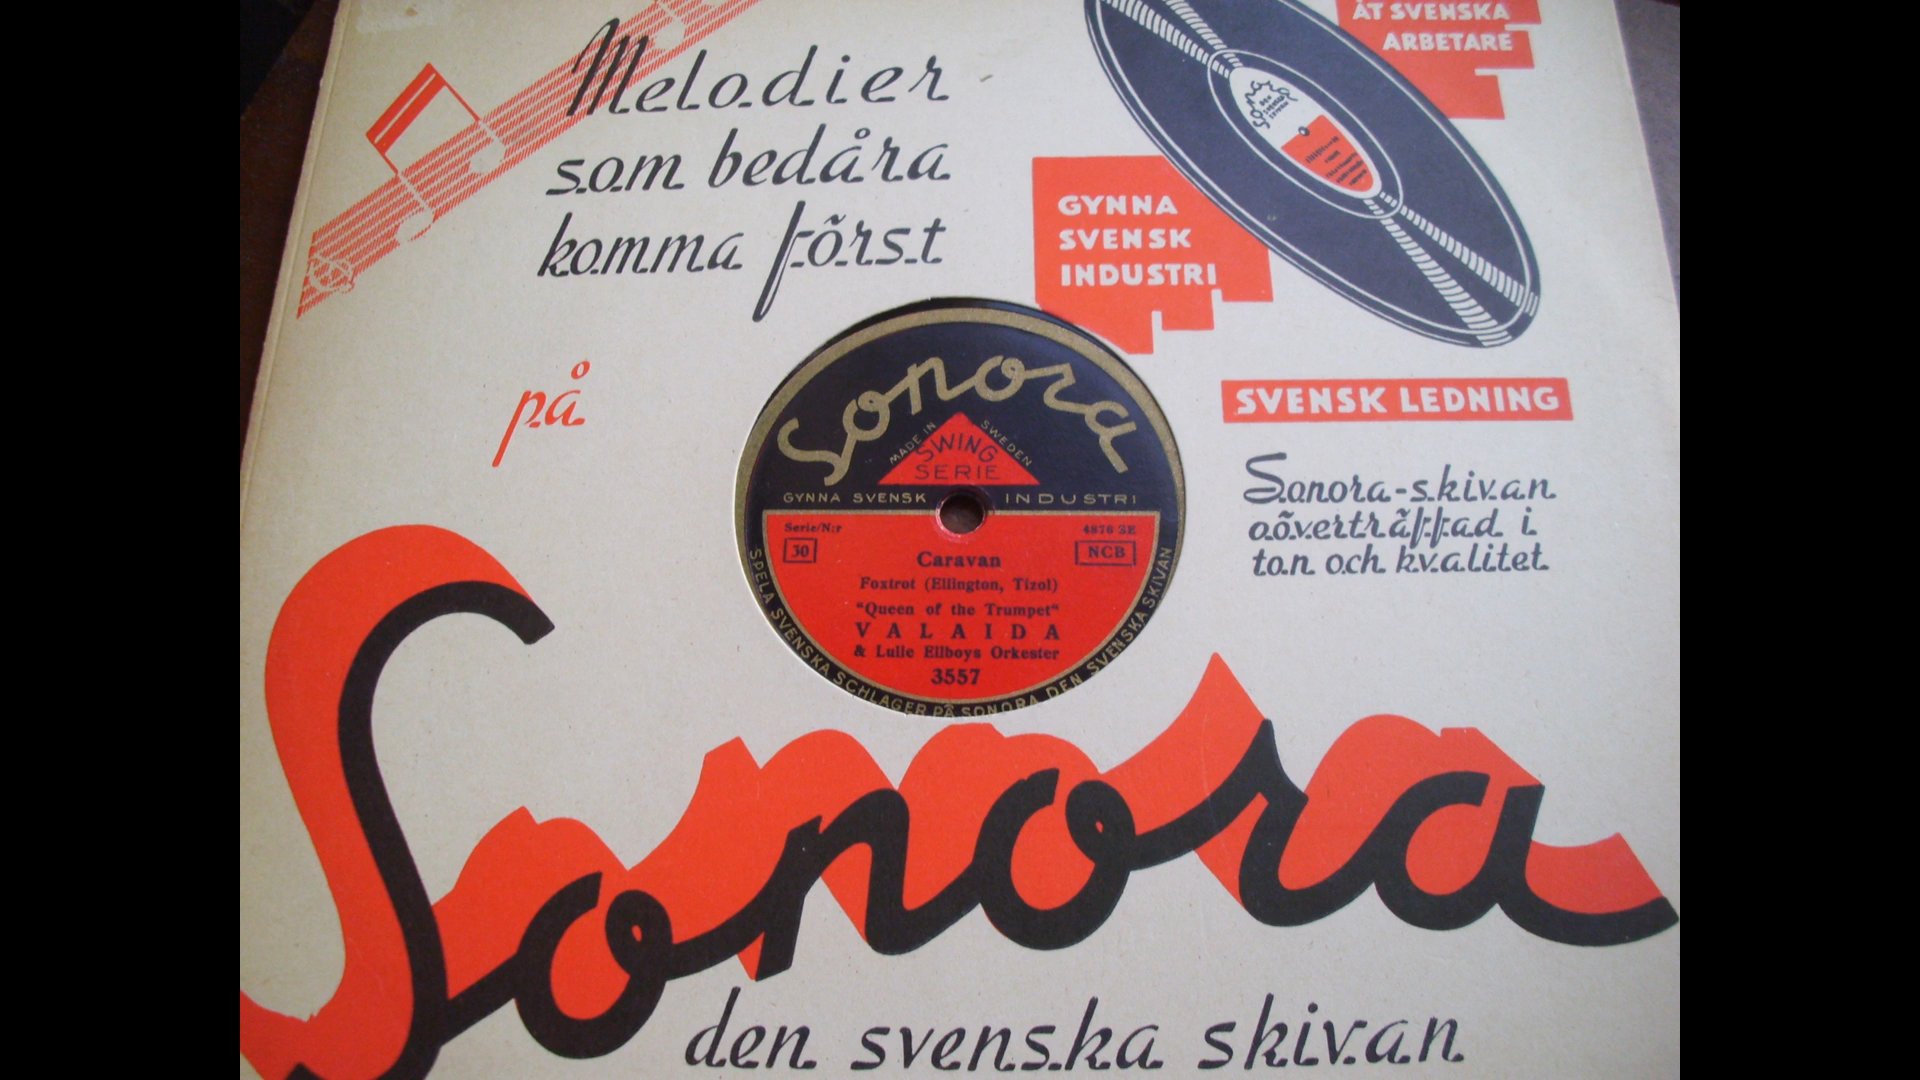 Melodier
som bedåra
komma först
på
ÅT SVENSKA
ARBETARE
GYNNA
SVENSK
INDUSTRI
SVENSK LEDNING
Sonora-skivan
oöverträffad i
ton och kvalitet
Sonora
MADE IN SWEDEN
SWING
SERIE
GYNNA SVENSK INDUSTRI
Serie/N:r
30
4876 SE
NCB
Caravan
Foxtrot (Ellington, Tizol)
"Queen of the Trumpet"
VALAIDA
& Lulle Ellboys Orkester
3557
SPELA SVENSKA SCHLAGER PÅ SONORA DEN SVENSKA SKIVAN
Sonora
den svenska skivan